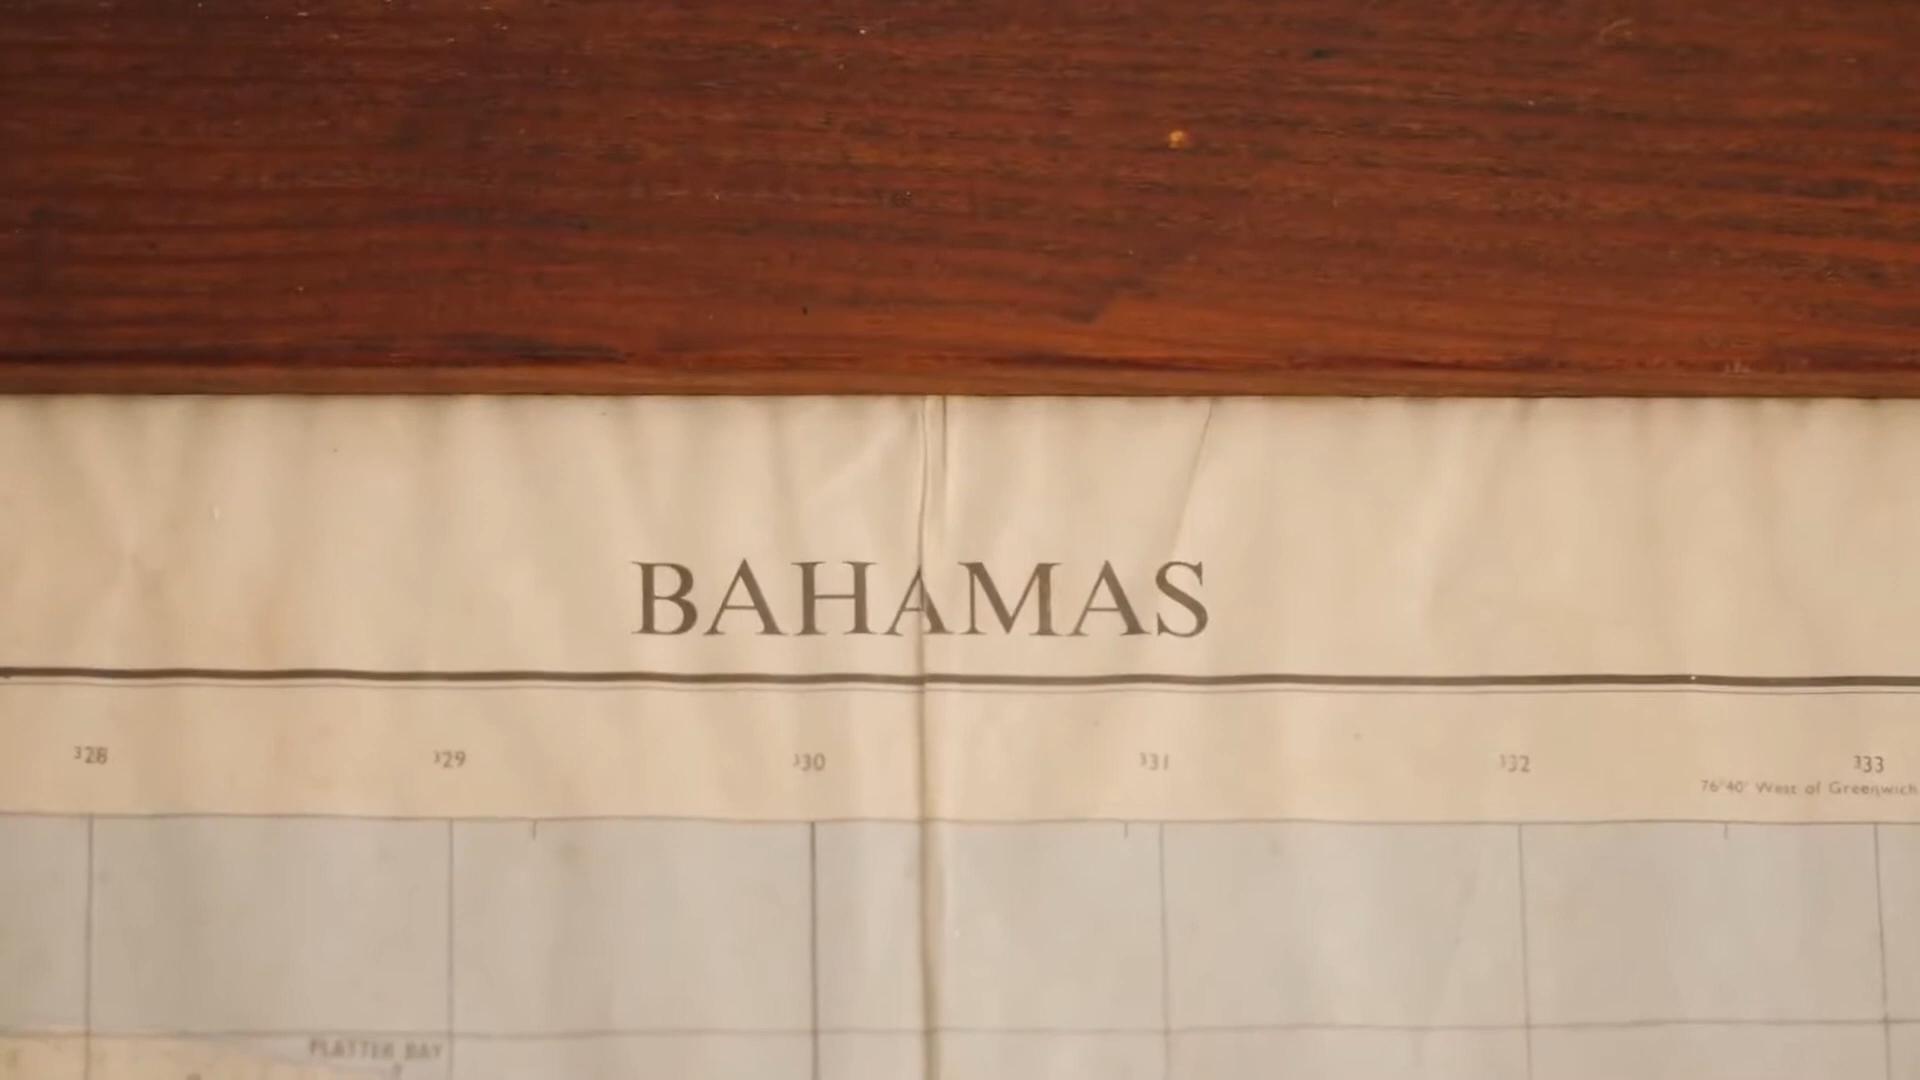 BAHAMAS
328 329 330 331 332 333
76°40' West of Greenwich
PLATTER BAY